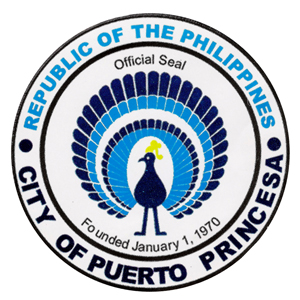 REPUBLIC OF THE PHILIPPINES
Official Seal
Founded January 1, 1970
CITY OF PUERTO PRINCESA